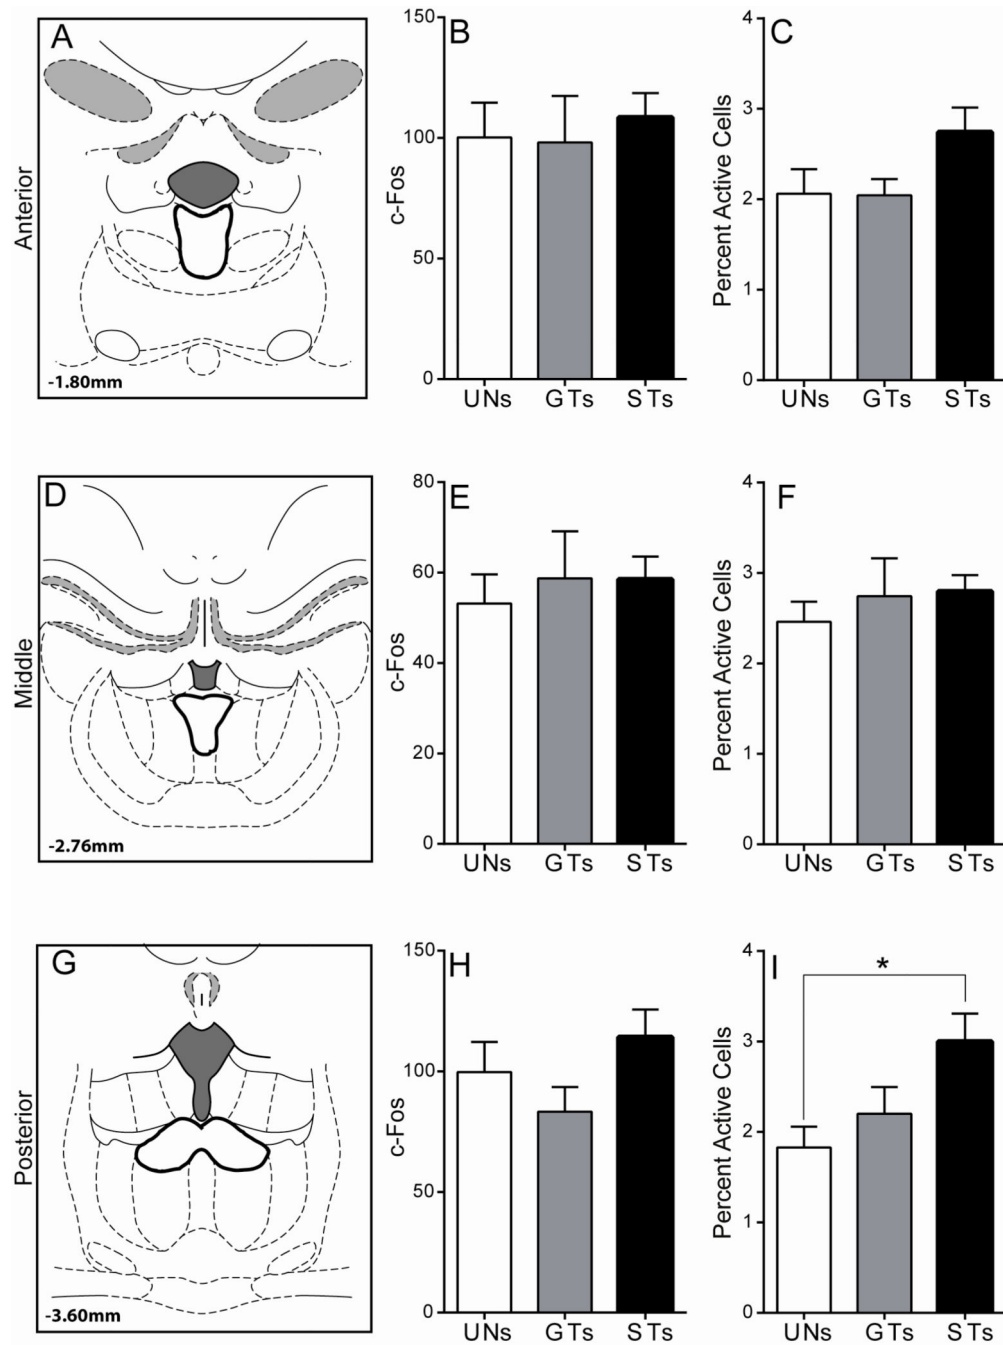 Anterior
A
-1.80mm
B
c-Fos
150
100
50
0
UNs GTs STs
C
Percent Active Cells
4
3
2
1
0
UNs GTs STs
Middle
D
-2.76mm
E
c-Fos
80
60
40
20
0
UNs GTs STs
F
Percent Active Cells
4
3
2
1
0
UNs GTs STs
Posterior
G
-3.60mm
H
c-Fos
150
100
50
0
UNs GTs STs
I
Percent Active Cells
4
3
2
1
0
*
UNs GTs STs